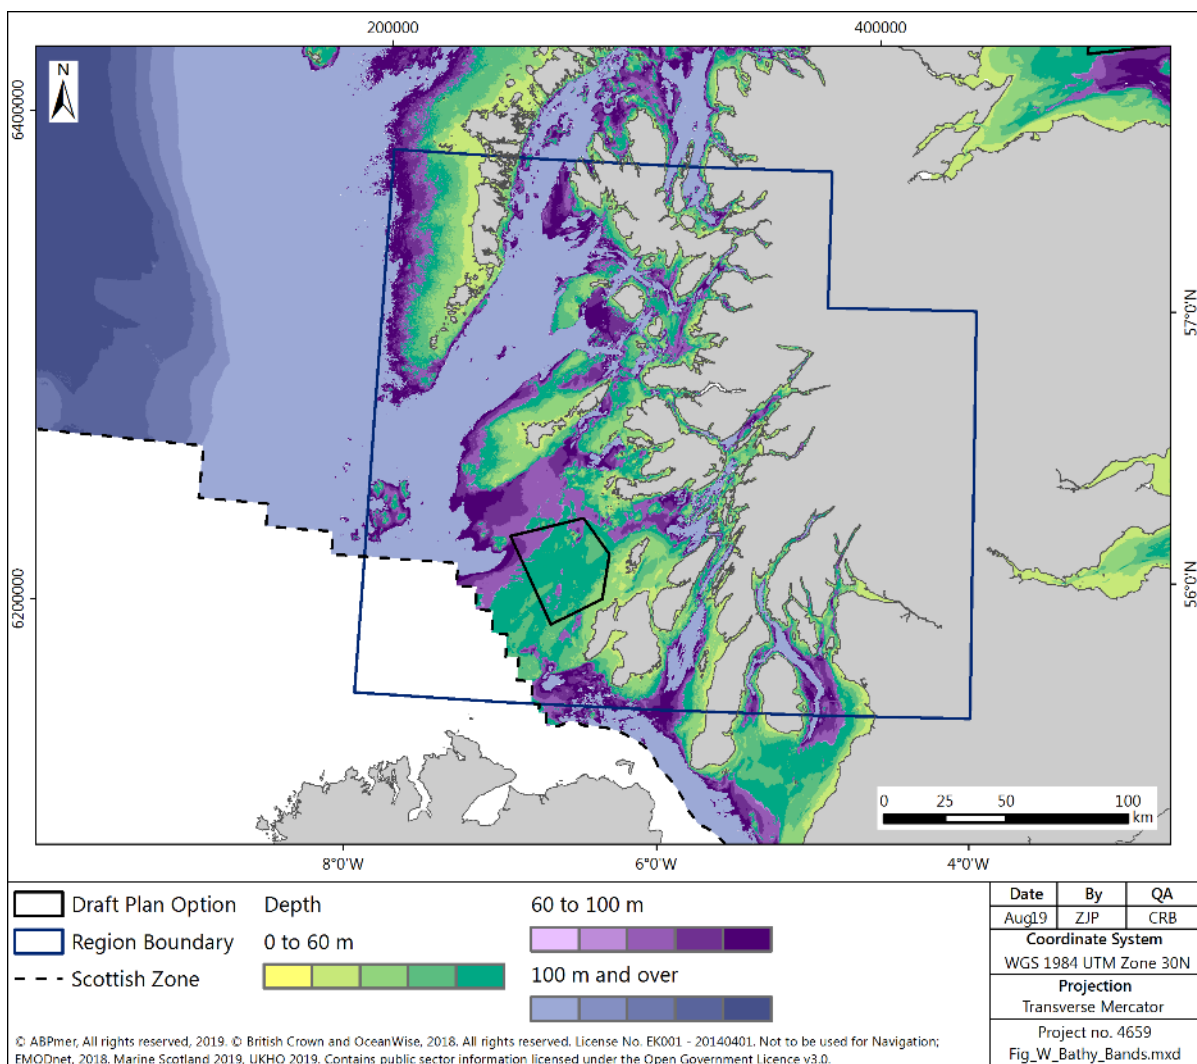 200000
400000
N
6400000
6200000
57°0'N
56°0'N
0 25 50 100
km
8°0'W
6°0'W
4°0'W
Draft Plan Option
Region Boundary
Scottish Zone
Depth
0 to 60 m
60 to 100 m
100 m and over
Date By QA
Aug19 ZJP CRB
Coordinate System
WGS 1984 UTM Zone 30N
Projection
Transverse Mercator
Project no. 4659
Fig_W_Bathy_Bands.mxd
© ABPmer, All rights reserved, 2019. © British Crown and OceanWise, 2018. All rights reserved. License No. EK001 - 20140401. Not to be used for Navigation;
EMODnet, 2018. Marine Scotland 2019. UKHO 2019. Contains public sector information licensed under the Open Government Licence v3.0.